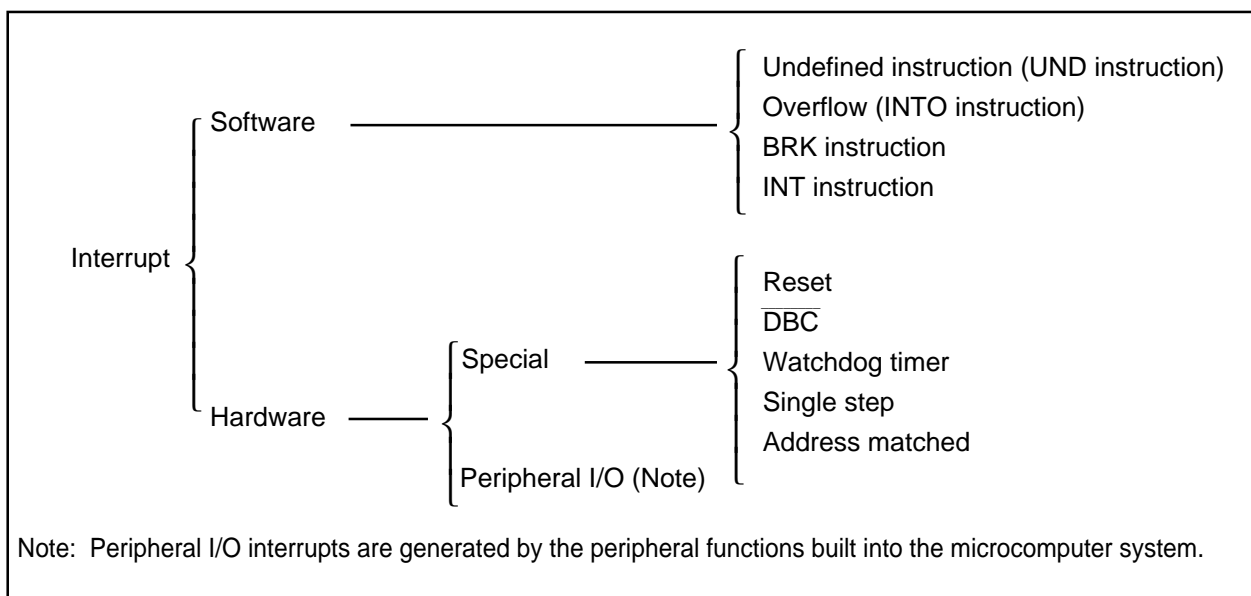 Interrupt
Software
Undefined instruction (UND instruction)
Overflow (INTO instruction)
BRK instruction
INT instruction
Hardware
Special
Reset
D̅B̅C̅
Watchdog timer
Single step
Address matched
Peripheral I/O (Note)
Note: Peripheral I/O interrupts are generated by the peripheral functions built into the microcomputer system.